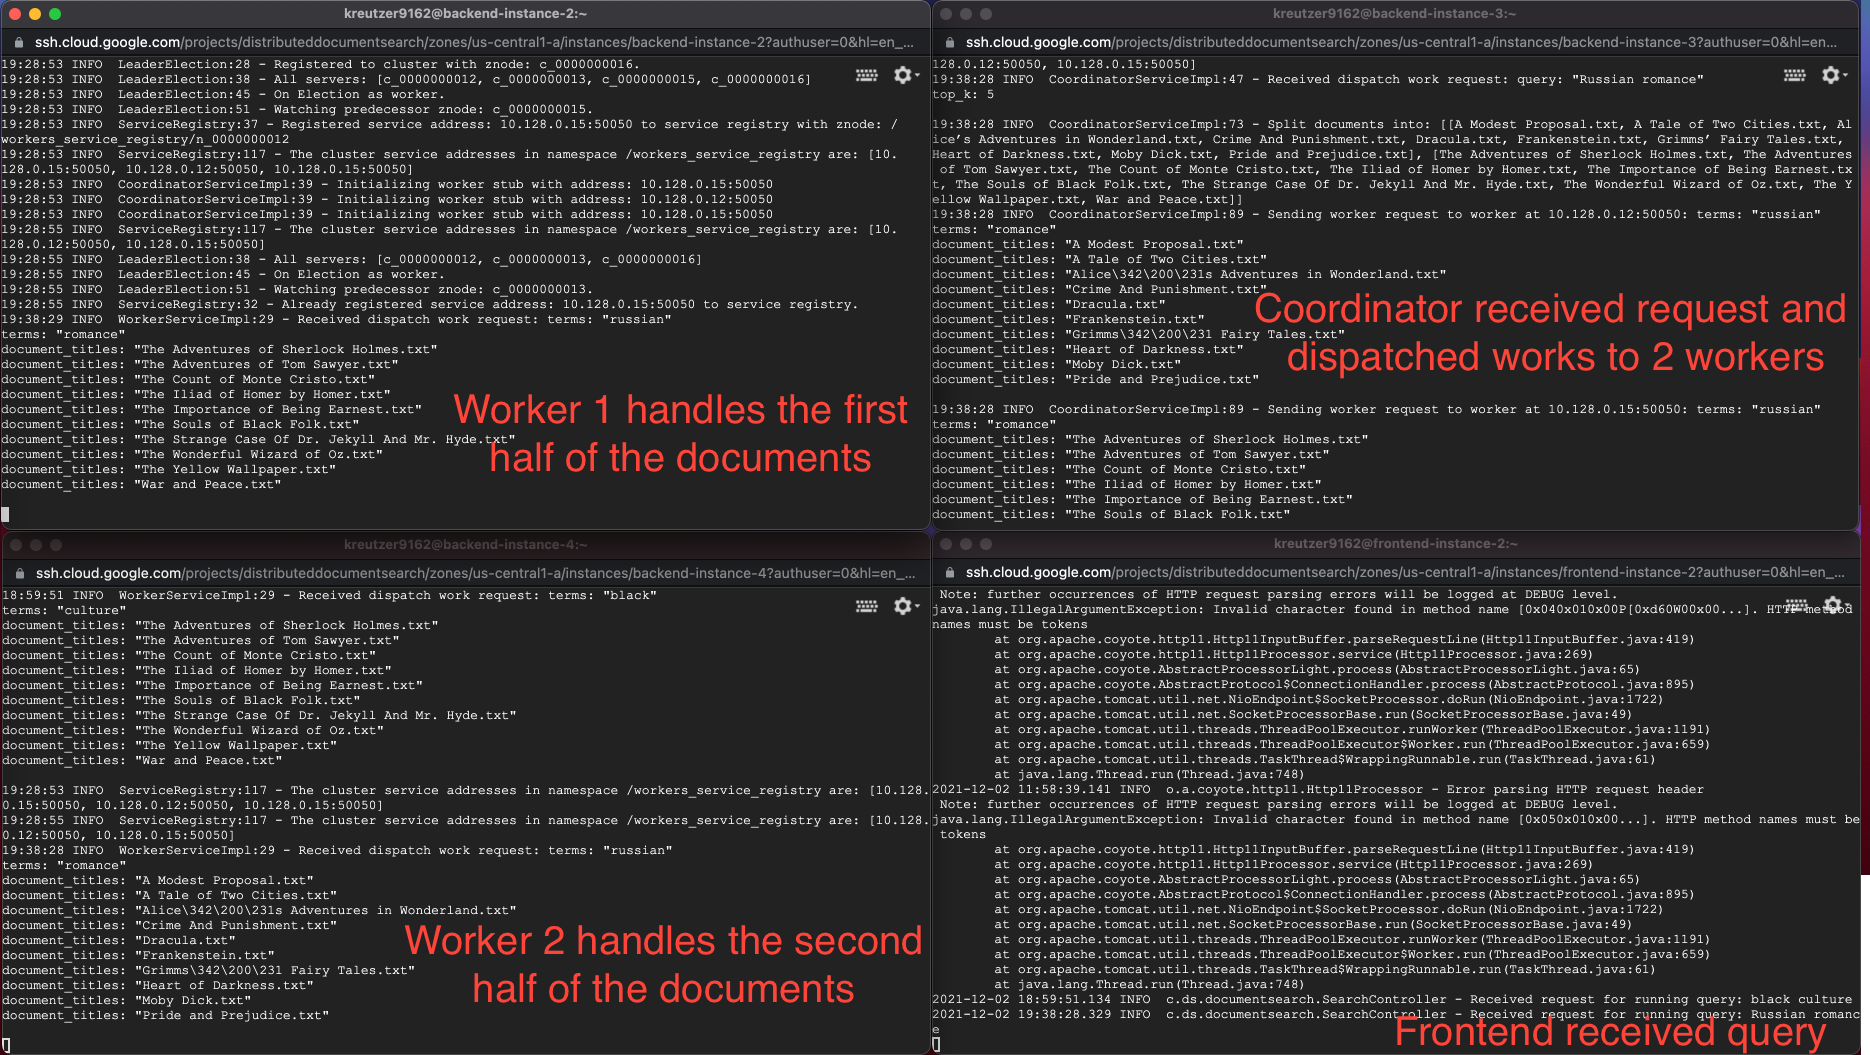 kreutzer9162@backend-instance-2:~
ssh.cloud.google.com/projects/distributeddocumentsearch/zones/us-central1-a/instances/backend-instance-2?authuser=0&hl=en_...
19:28:53 INFO  LeaderElection:28 - Registered to cluster with znode: c_0000000016.
19:28:53 INFO  LeaderElection:38 - All servers: [c_0000000012, c_0000000013, c_0000000015, c_0000000016]
19:28:53 INFO  LeaderElection:45 - On Election as worker.
19:28:53 INFO  LeaderElection:51 - Watching predecessor znode: c_0000000015.
19:28:53 INFO  ServiceRegistry:37 - Registered service address: 10.128.0.15:50050 to service registry with znode: /
workers_service_registry/n_0000000012
19:28:53 INFO  ServiceRegistry:117 - The cluster service addresses in namespace /workers_service_registry are: [10.
128.0.15:50050, 10.128.0.12:50050, 10.128.0.15:50050]
19:28:53 INFO  CoordinatorServiceImpl:39 - Initializing worker stub with address: 10.128.0.15:50050
19:28:53 INFO  CoordinatorServiceImpl:39 - Initializing worker stub with address: 10.128.0.12:50050
19:28:53 INFO  CoordinatorServiceImpl:39 - Initializing worker stub with address: 10.128.0.15:50050
19:28:55 INFO  ServiceRegistry:117 - The cluster service addresses in namespace /workers_service_registry are: [10.
128.0.12:50050, 10.128.0.15:50050]
19:28:55 INFO  LeaderElection:38 - All servers: [c_0000000012, c_0000000013, c_0000000016]
19:28:55 INFO  LeaderElection:45 - On Election as worker.
19:28:55 INFO  LeaderElection:51 - Watching predecessor znode: c_0000000013.
19:28:55 INFO  ServiceRegistry:32 - Already registered service address: 10.128.0.15:50050 to service registry.
19:38:29 INFO  WorkerServiceImpl:29 - Received dispatch work request: terms: "russian"
terms: "romance"
document_titles: "The Adventures of Sherlock Holmes.txt"
document_titles: "The Adventures of Tom Sawyer.txt"
document_titles: "The Count of Monte Cristo.txt"
document_titles: "The Iliad of Homer by Homer.txt"
document_titles: "The Importance of Being Earnest.txt"
document_titles: "The Souls of Black Folk.txt"
document_titles: "The Strange Case Of Dr. Jekyll And Mr. Hyde.txt"
document_titles: "The Wonderful Wizard of Oz.txt"
document_titles: "The Yellow Wallpaper.txt"
document_titles: "War and Peace.txt"
Worker 1 handles the first
half of the documents
kreutzer9162@backend-instance-3:~
ssh.cloud.google.com/projects/distributeddocumentsearch/zones/us-central1-a/instances/backend-instance-3?authuser=0&hl=en...
128.0.12:50050, 10.128.0.15:50050]
19:38:28 INFO  CoordinatorServiceImpl:47 - Received dispatch work request: query: "Russian romance"
top_k: 5
19:38:28 INFO  CoordinatorServiceImpl:73 - Split documents into: [[A Modest Proposal.txt, A Tale of Two Cities.txt, Al
ice’s Adventures in Wonderland.txt, Crime And Punishment.txt, Dracula.txt, Frankenstein.txt, Grimms’ Fairy Tales.txt,
Heart of Darkness.txt, Moby Dick.txt, Pride and Prejudice.txt], [The Adventures of Sherlock Holmes.txt, The Adventures
 of Tom Sawyer.txt, The Count of Monte Cristo.txt, The Iliad of Homer by Homer.txt, The Importance of Being Earnest.tx
t, The Souls of Black Folk.txt, The Strange Case Of Dr. Jekyll And Mr. Hyde.txt, The Wonderful Wizard of Oz.txt, The Y
ellow Wallpaper.txt, War and Peace.txt]]
19:38:28 INFO  CoordinatorServiceImpl:89 - Sending worker request to worker at 10.128.0.12:50050: terms: "russian"
terms: "romance"
document_titles: "A Modest Proposal.txt"
document_titles: "A Tale of Two Cities.txt"
document_titles: "Alice\342\200\231s Adventures in Wonderland.txt"
document_titles: "Crime And Punishment.txt"
document_titles: "Dracula.txt"
document_titles: "Frankenstein.txt"
document_titles: "Grimms\342\200\231 Fairy Tales.txt"
document_titles: "Heart of Darkness.txt"
document_titles: "Moby Dick.txt"
document_titles: "Pride and Prejudice.txt"
Coordinator received request and
dispatched works to 2 workers
19:38:28 INFO  CoordinatorServiceImpl:89 - Sending worker request to worker at 10.128.0.15:50050: terms: "russian"
terms: "romance"
document_titles: "The Adventures of Sherlock Holmes.txt"
document_titles: "The Adventures of Tom Sawyer.txt"
document_titles: "The Count of Monte Cristo.txt"
document_titles: "The Iliad of Homer by Homer.txt"
document_titles: "The Importance of Being Earnest.txt"
document_titles: "The Souls of Black Folk.txt"
kreutzer9162@backend-instance-4:~
ssh.cloud.google.com/projects/distributeddocumentsearch/zones/us-central1-a/instances/backend-instance-4?authuser=0&hl=en_...
18:59:51 INFO  WorkerServiceImpl:29 - Received dispatch work request: terms: "black"
terms: "culture"
document_titles: "The Adventures of Sherlock Holmes.txt"
document_titles: "The Adventures of Tom Sawyer.txt"
document_titles: "The Count of Monte Cristo.txt"
document_titles: "The Iliad of Homer by Homer.txt"
document_titles: "The Importance of Being Earnest.txt"
document_titles: "The Souls of Black Folk.txt"
document_titles: "The Strange Case Of Dr. Jekyll And Mr. Hyde.txt"
document_titles: "The Wonderful Wizard of Oz.txt"
document_titles: "The Yellow Wallpaper.txt"
document_titles: "War and Peace.txt"
19:28:53 INFO  ServiceRegistry:117 - The cluster service addresses in namespace /workers_service_registry are: [10.128.
0.15:50050, 10.128.0.12:50050, 10.128.0.15:50050]
19:28:55 INFO  ServiceRegistry:117 - The cluster service addresses in namespace /workers_service_registry are: [10.128.
0.12:50050, 10.128.0.15:50050]
19:38:28 INFO  WorkerServiceImpl:29 - Received dispatch work request: terms: "russian"
terms: "romance"
document_titles: "A Modest Proposal.txt"
document_titles: "A Tale of Two Cities.txt"
document_titles: "Alice\342\200\231s Adventures in Wonderland.txt"
document_titles: "Crime And Punishment.txt"
document_titles: "Dracula.txt"
document_titles: "Frankenstein.txt"
document_titles: "Grimms\342\200\231 Fairy Tales.txt"
document_titles: "Heart of Darkness.txt"
document_titles: "Moby Dick.txt"
document_titles: "Pride and Prejudice.txt"
Worker 2 handles the second
half of the documents
kreutzer9162@frontend-instance-2:~
ssh.cloud.google.com/projects/distributeddocumentsearch/zones/us-central1-a/instances/frontend-instance-2?authuser=0&hl=en_...
 Note: further occurrences of HTTP request parsing errors will be logged at DEBUG level.
java.lang.IllegalArgumentException: Invalid character found in method name [0x040x010x00P[0xd60W00x00...]. HTTP method
names must be tokens
at org.apache.coyote.http11.Http11InputBuffer.parseRequestLine(Http11InputBuffer.java:419)
at org.apache.coyote.http11.Http11Processor.service(Http11Processor.java:269)
at org.apache.coyote.AbstractProcessorLight.process(AbstractProcessorLight.java:65)
at org.apache.coyote.AbstractProtocol$ConnectionHandler.process(AbstractProtocol.java:895)
at org.apache.tomcat.util.net.NioEndpoint$SocketProcessor.doRun(NioEndpoint.java:1722)
at org.apache.tomcat.util.net.SocketProcessorBase.run(SocketProcessorBase.java:49)
at org.apache.tomcat.util.threads.ThreadPoolExecutor.runWorker(ThreadPoolExecutor.java:1191)
at org.apache.tomcat.util.threads.ThreadPoolExecutor$Worker.run(ThreadPoolExecutor.java:659)
at org.apache.tomcat.util.threads.TaskThread$WrappingRunnable.run(TaskThread.java:61)
at java.lang.Thread.run(Thread.java:748)
2021-12-02 11:58:39.141 INFO  o.a.coyote.http11.Http11Processor - Error parsing HTTP request header
 Note: further occurrences of HTTP request parsing errors will be logged at DEBUG level.
java.lang.IllegalArgumentException: Invalid character found in method name [0x050x010x00...]. HTTP method names must be
 tokens
at org.apache.coyote.http11.Http11InputBuffer.parseRequestLine(Http11InputBuffer.java:419)
at org.apache.coyote.http11.Http11Processor.service(Http11Processor.java:269)
at org.apache.coyote.AbstractProcessorLight.process(AbstractProcessorLight.java:65)
at org.apache.coyote.AbstractProtocol$ConnectionHandler.process(AbstractProtocol.java:895)
at org.apache.tomcat.util.net.NioEndpoint$SocketProcessor.doRun(NioEndpoint.java:1722)
at org.apache.tomcat.util.net.SocketProcessorBase.run(SocketProcessorBase.java:49)
at org.apache.tomcat.util.threads.ThreadPoolExecutor.runWorker(ThreadPoolExecutor.java:1191)
at org.apache.tomcat.util.threads.ThreadPoolExecutor$Worker.run(ThreadPoolExecutor.java:659)
at org.apache.tomcat.util.threads.TaskThread$WrappingRunnable.run(TaskThread.java:61)
at java.lang.Thread.run(Thread.java:748)
2021-12-02 18:59:51.134 INFO  c.ds.documentsearch.SearchController - Received request for running query: black culture
2021-12-02 19:38:28.329 INFO  c.ds.documentsearch.SearchController - Received request for running query: Russian romanc
e
Frontend received query